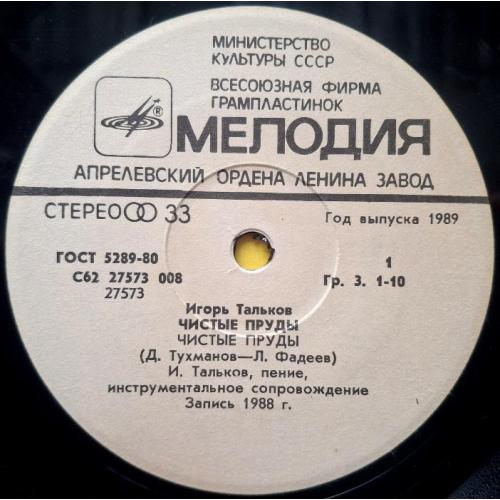 МИНИСТЕРСТВО
КУЛЬТУРЫ СССР
ВСЕСОЮЗНАЯ ФИРМА
ГРАМПЛАСТИНОК
®
МЕЛОДИЯ
АПРЕЛЕВСКИЙ ОРДЕНА ЛЕНИНА ЗАВОД
СТЕРЕО 33
Год выпуска 1989
ГОСТ 5289-80
1
С62 27573 008
Гр. 3. 1-10
27573
Игорь Тальков
ЧИСТЫЕ ПРУДЫ
ЧИСТЫЕ ПРУДЫ
(Д. Тухманов—Л. Фадеев)
И. Тальков, пение,
инструментальное сопровождение
Запись 1988 г.